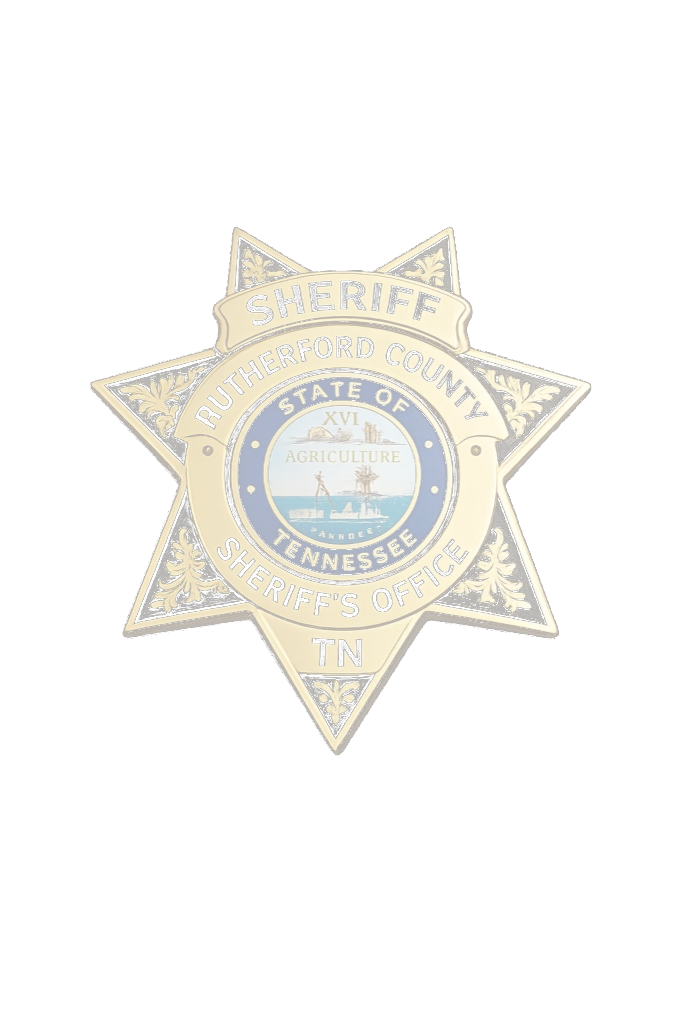 SHERIFF
RUTHERFORD COUNTY
STATE OF
XVI
AGRICULTURE
TENNESSEE
SHERIFF'S OFFICE
TN